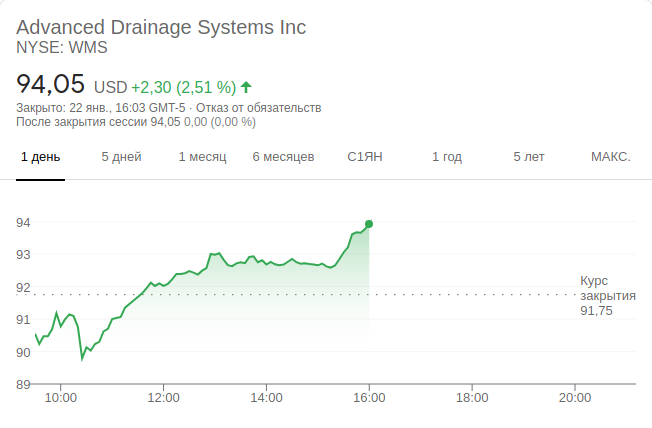 Advanced Drainage Systems Inc
NYSE: WMS
94,05 USD +2,30 (2,51 %)
Закрыто: 22 янв., 16:03 GMT-5 · Отказ от обязательств
После закрытия сессии 94,05 0,00 (0,00 %)
1 день 5 дней 1 месяц 6 месяцев С1ЯН 1 год 5 лет МАКС.
94
93
92
91
90
89
Курс
закрытия
91,75
10:00 12:00 14:00 16:00 18:00 20:00